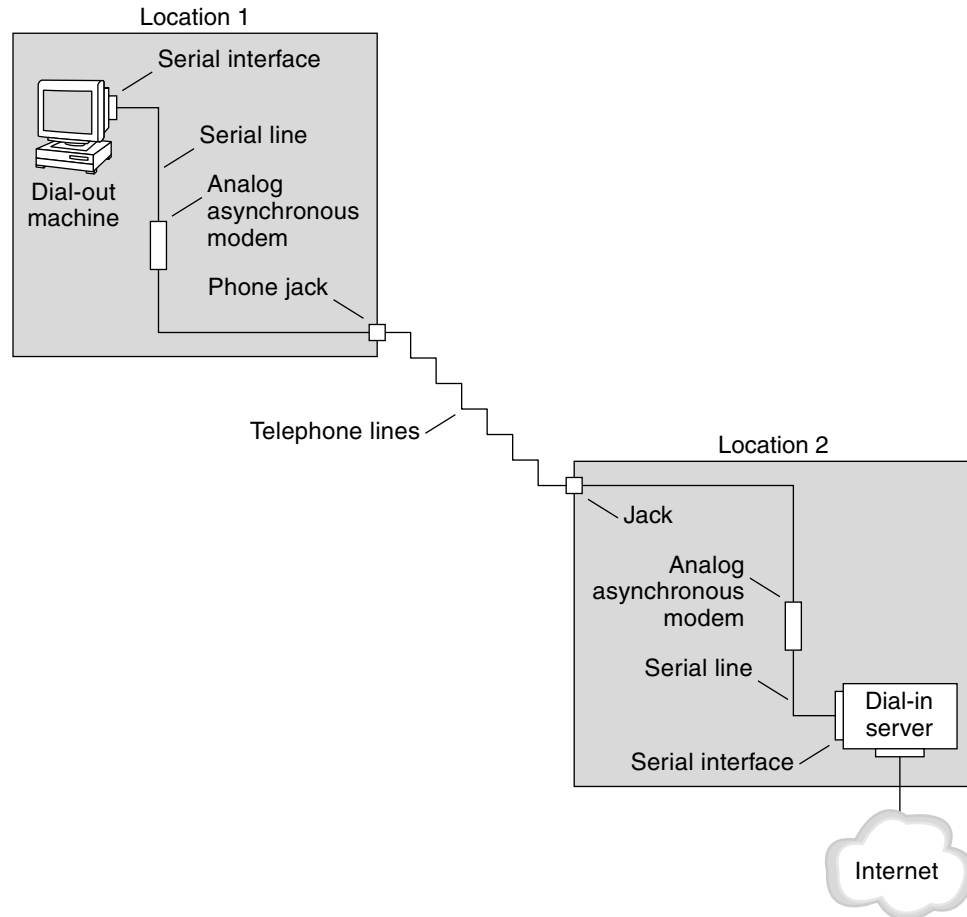 Location 1
Serial interface
Serial line
Dial-out
machine
Analog
asynchronous
modem
Phone jack
Telephone lines
Location 2
Jack
Analog
asynchronous
modem
Serial line
Dial-in
server
Serial interface
Internet